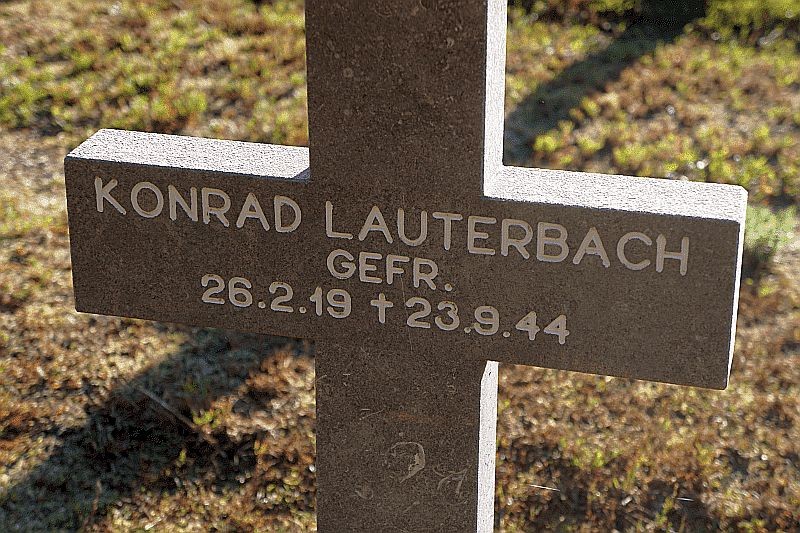 KONRAD LAUTERBACH
GEFR.
26.2.19 ✝ 23.9.44